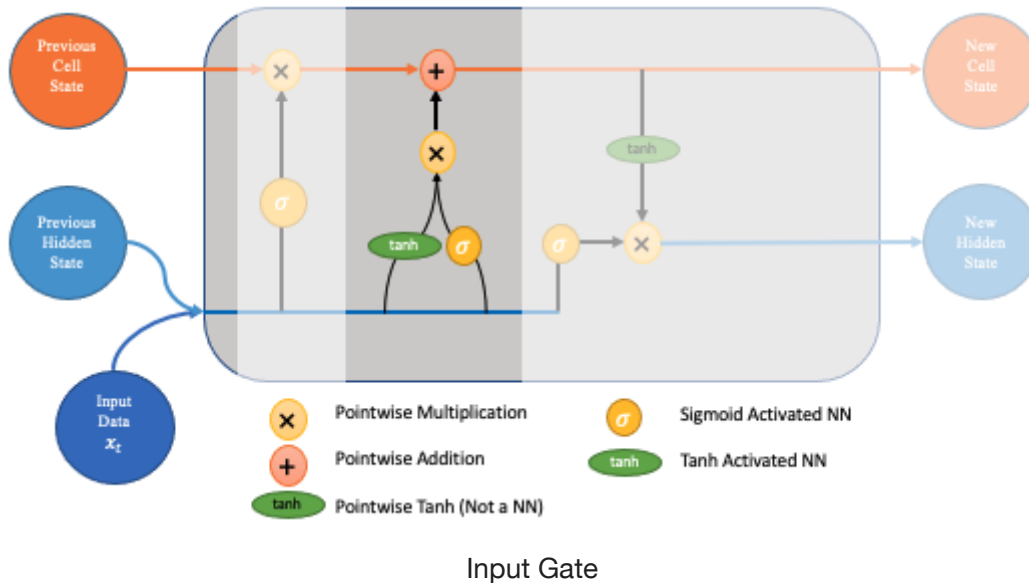 Previous
Cell
State
×
+
New
Cell
State
×
tanh
σ
Previous
Hidden
State
tanh
σ
σ
×
New
Hidden
State
Input
Data
xₜ
× Pointwise Multiplication
σ Sigmoid Activated NN
+ Pointwise Addition
tanh Tanh Activated NN
tanh Pointwise Tanh (Not a NN)
Input Gate